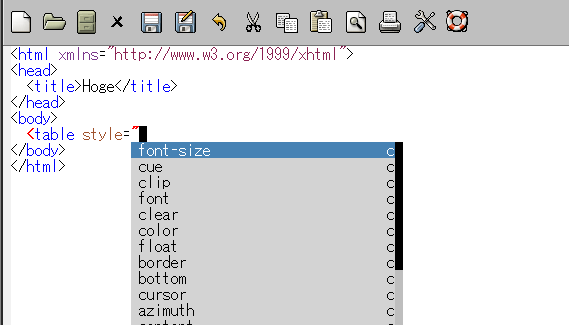 <html xmlns="http://www.w3.org/1999/xhtml">
<head>
  <title>Hoge</title>
</head>
<body>
  <table style="
</body>
</html>
font-size c
cue c
clip c
font c
clear c
color c
float c
border c
bottom c
cursor c
azimuth c